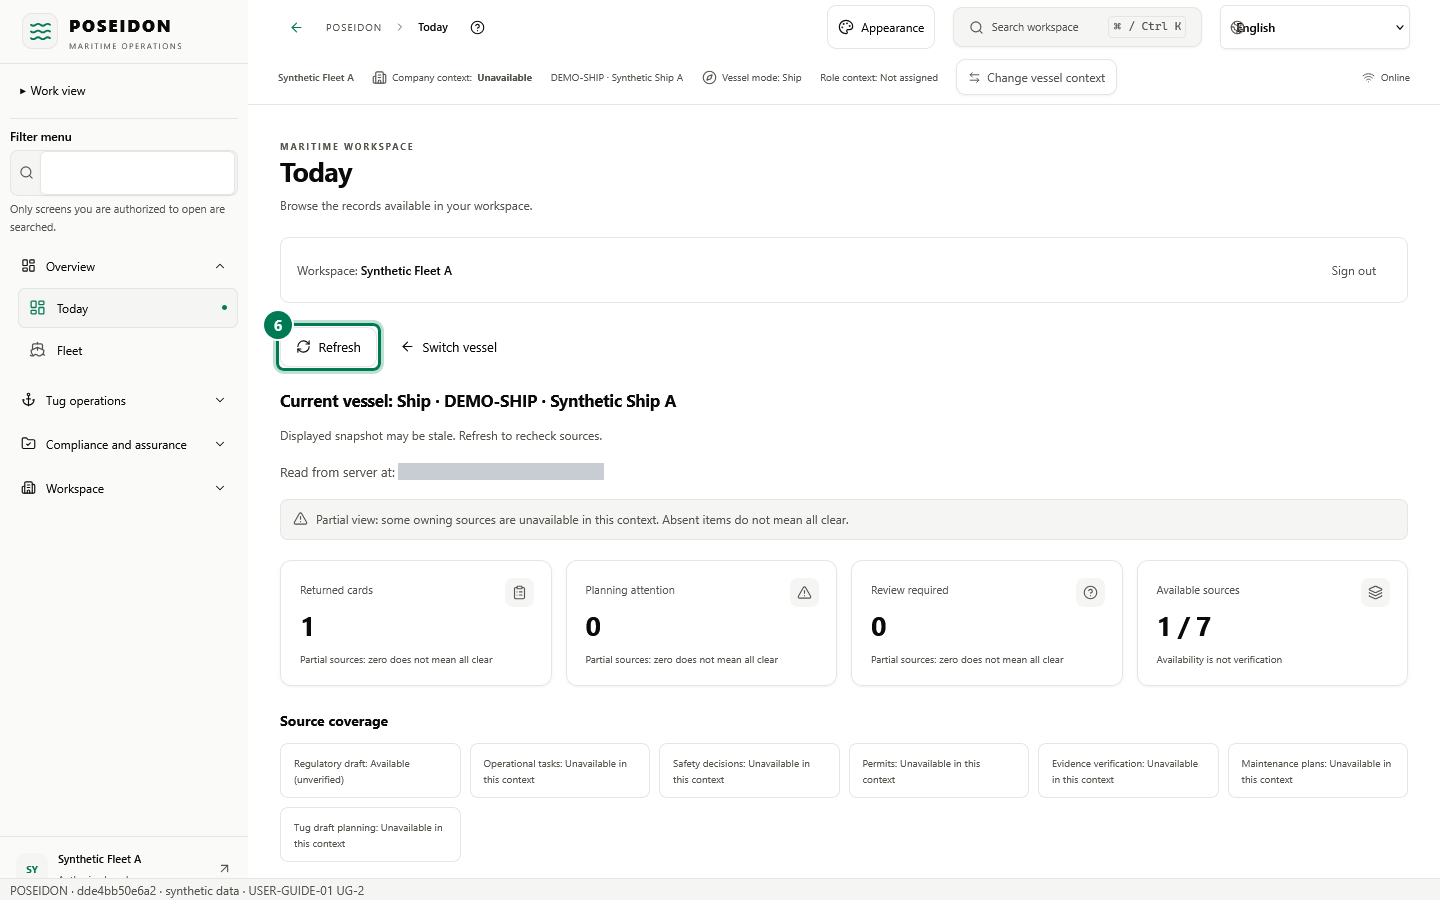 POSEIDON
MARITIME OPERATIONS
Work view
Filter menu
Only screens you are authorized to open are
searched.
Overview
Today
Fleet
Tug operations
Compliance and assurance
Workspace
SY
Synthetic Fleet A
POSEIDON
Today
Appearance
Search workspace
⌘ / Ctrl K
English
Synthetic Fleet A
Company context: Unavailable
DEMO-SHIP · Synthetic Ship A
Vessel mode: Ship
Role context: Not assigned
Change vessel context
Online
MARITIME WORKSPACE
Today
Browse the records available in your workspace.
Workspace: Synthetic Fleet A
Sign out
6
Refresh
Switch vessel
Current vessel: Ship · DEMO-SHIP · Synthetic Ship A
Displayed snapshot may be stale. Refresh to recheck sources.
Read from server at:
Partial view: some owning sources are unavailable in this context. Absent items do not mean all clear.
Returned cards
1
Partial sources: zero does not mean all clear
Planning attention
0
Partial sources: zero does not mean all clear
Review required
0
Partial sources: zero does not mean all clear
Available sources
1 / 7
Availability is not verification
Source coverage
Regulatory draft: Available
(unverified)
Operational tasks: Unavailable in
this context
Safety decisions: Unavailable in
this context
Permits: Unavailable in this
context
Evidence verification: Unavailable
in this context
Maintenance plans: Unavailable in
this context
Tug draft planning: Unavailable in
this context
POSEIDON · dde4bb50e6a2 · synthetic data · USER-GUIDE-01 UG-2